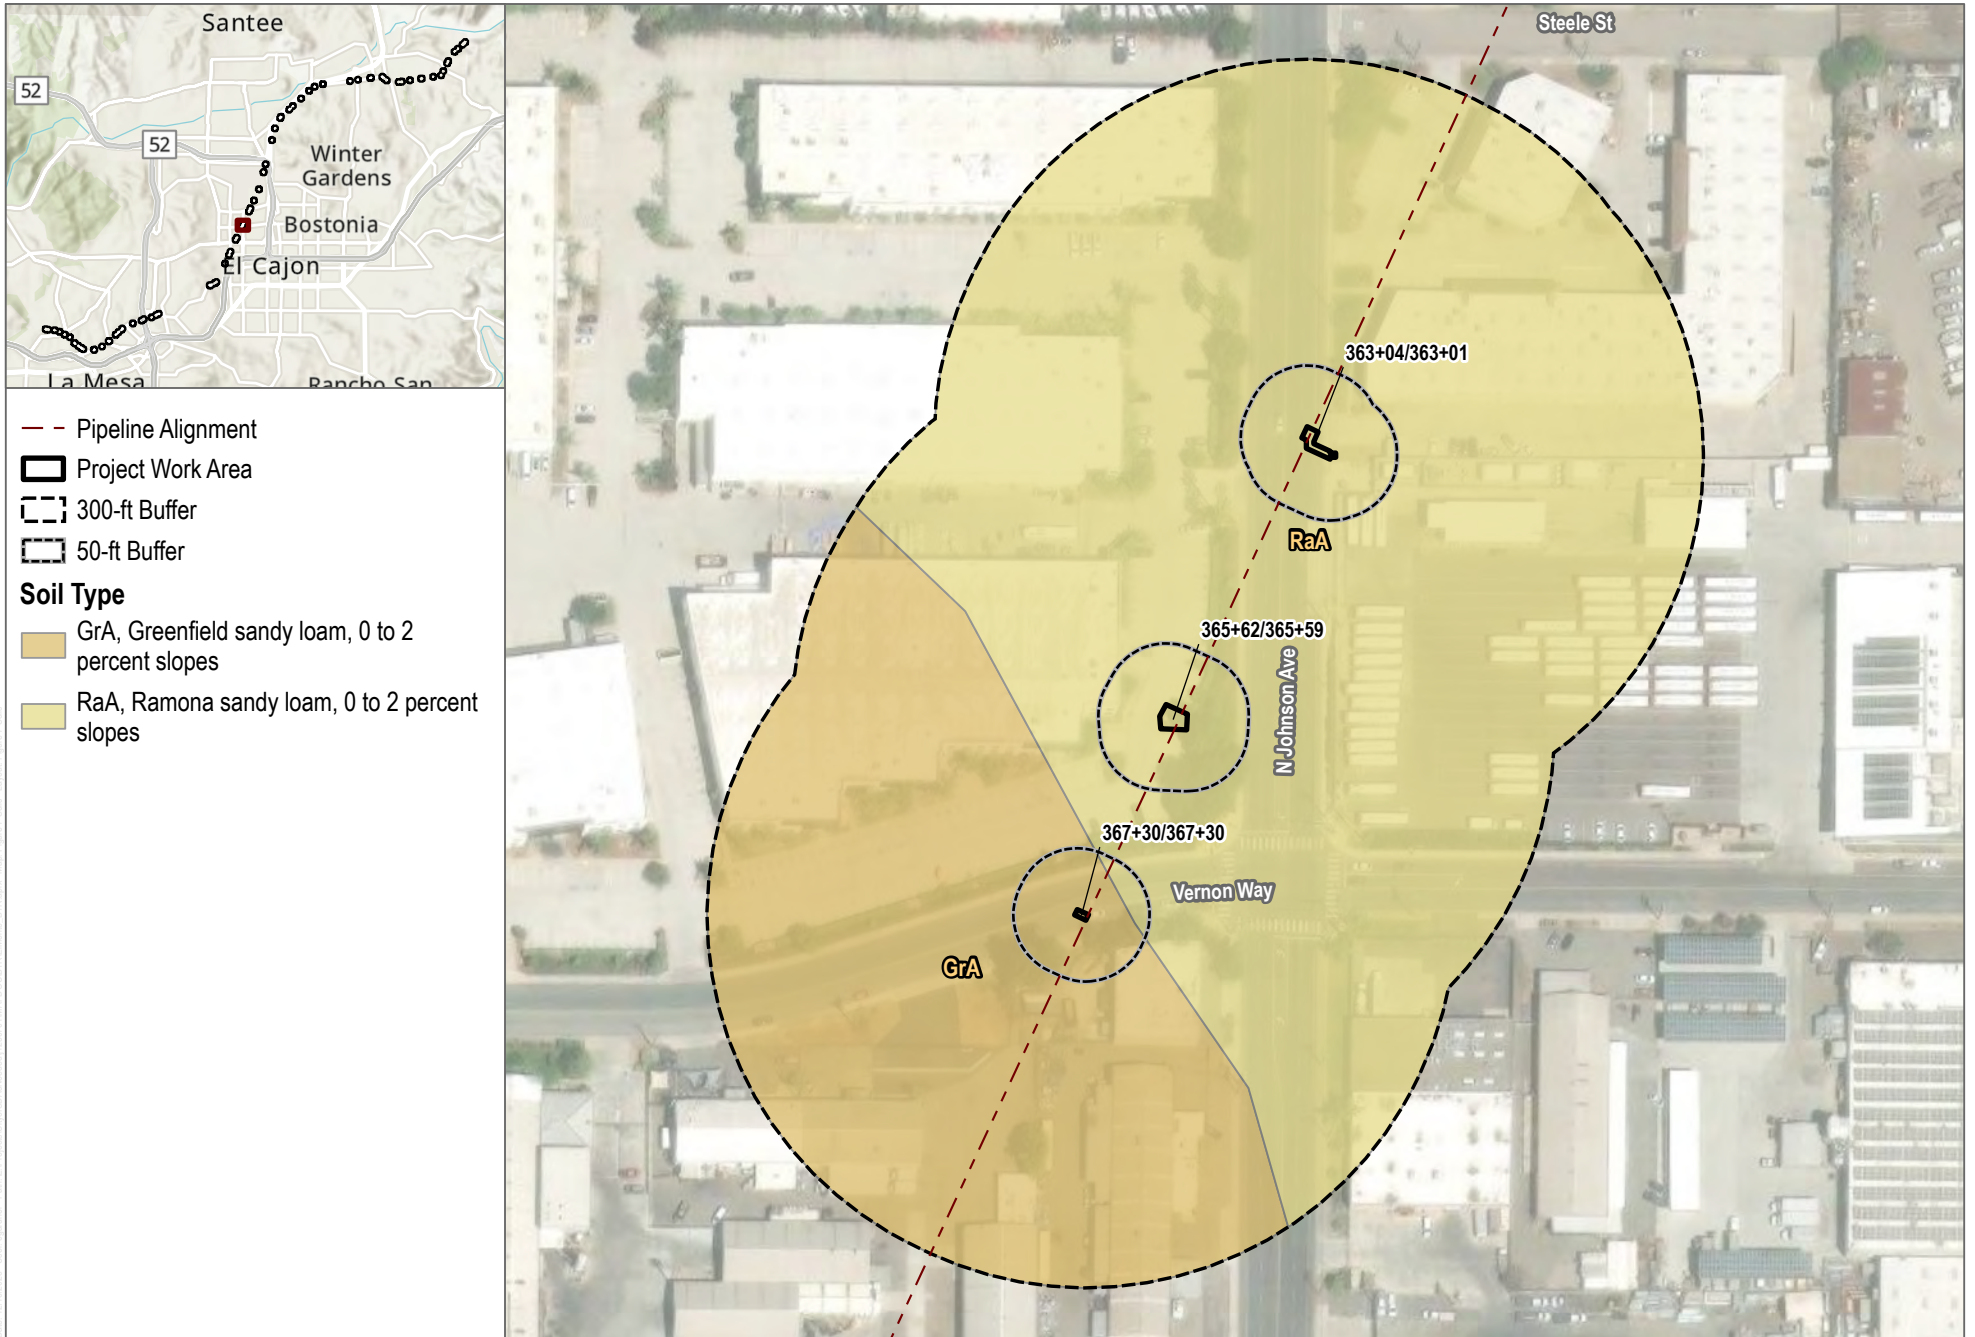 Santee
52
52
Winter
Gardens
Bostonia
El Cajon
La Mesa
Rancho San
Pipeline Alignment
Project Work Area
300-ft Buffer
50-ft Buffer
Soil Type
GrA, Greenfield sandy loam, 0 to 2
percent slopes
RaA, Ramona sandy loam, 0 to 2 percent
slopes
Steele St
363+04/363+01
RaA
365+62/365+59
N Johnson Ave
367+30/367+30
Vernon Way
GrA